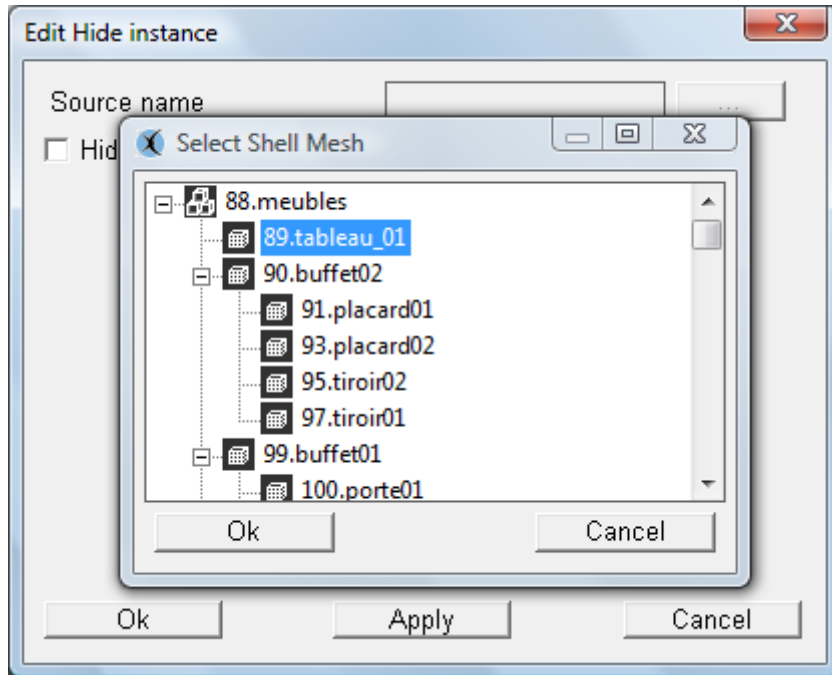 Edit Hide instance
Source name
...
Hid
Select Shell Mesh
88.meubles
89.tableau_01
90.buffet02
91.placard01
93.placard02
95.tiroir02
97.tiroir01
99.buffet01
100.porte01
Ok Cancel
Ok Apply Cancel